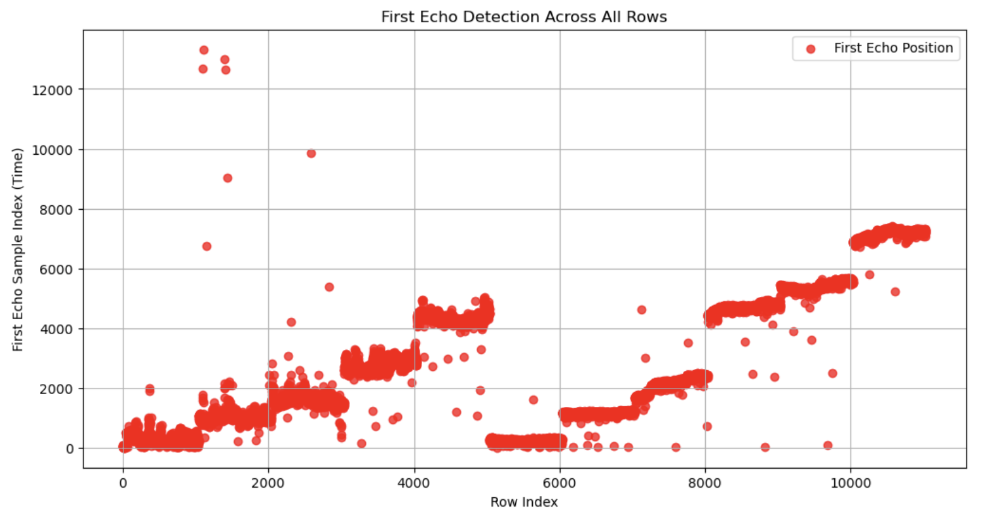 First Echo Detection Across All Rows
First Echo Position
First Echo Sample Index (Time)
12000
10000
8000
6000
4000
2000
0
0 2000 4000 6000 8000 10000
Row Index